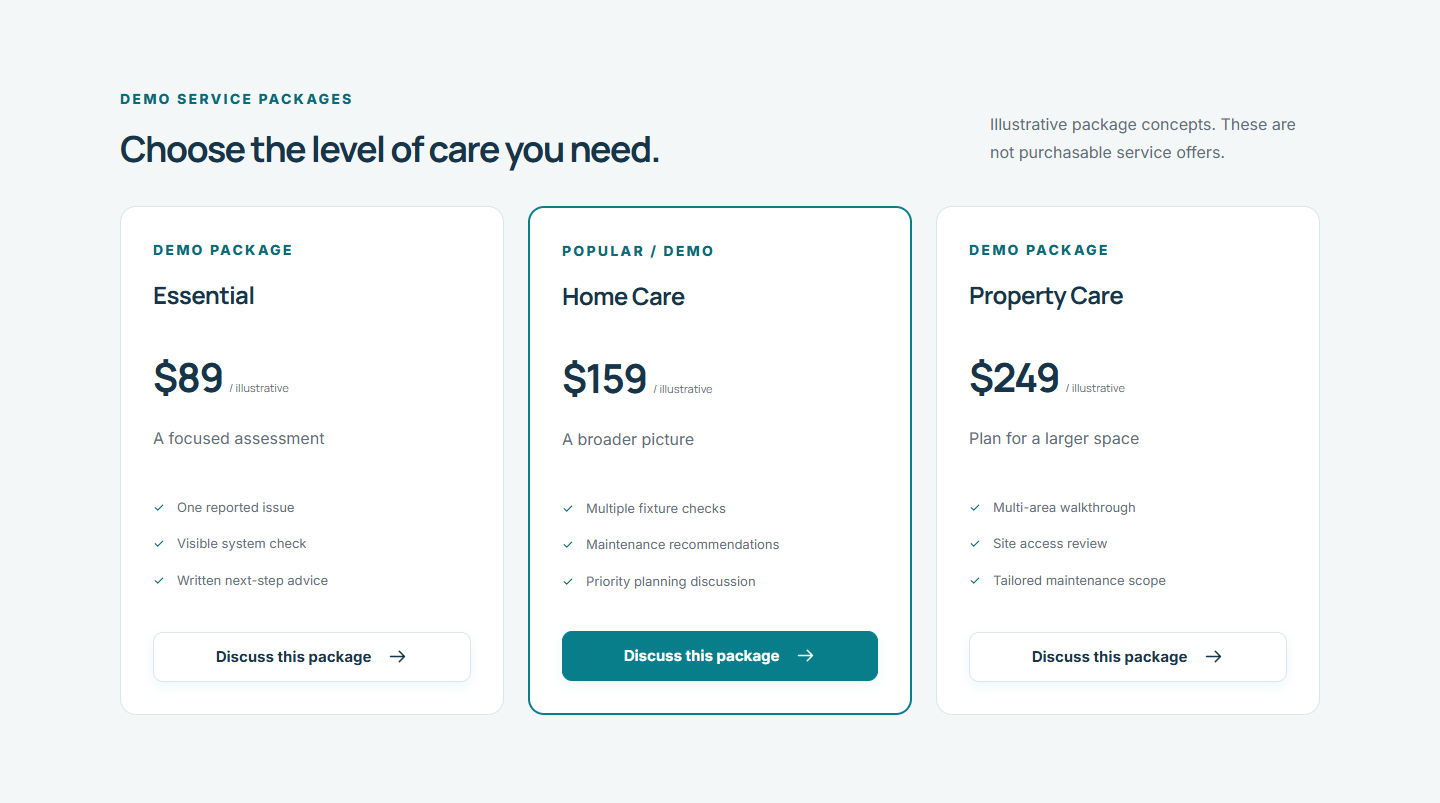 DEMO SERVICE PACKAGES
Choose the level of care you need.
Illustrative package concepts. These are
not purchasable service offers.
DEMO PACKAGE
Essential
$89 / illustrative
A focused assessment
One reported issue
Visible system check
Written next-step advice
Discuss this package
POPULAR / DEMO
Home Care
$159 / illustrative
A broader picture
Multiple fixture checks
Maintenance recommendations
Priority planning discussion
Discuss this package
DEMO PACKAGE
Property Care
$249 / illustrative
Plan for a larger space
Multi-area walkthrough
Site access review
Tailored maintenance scope
Discuss this package